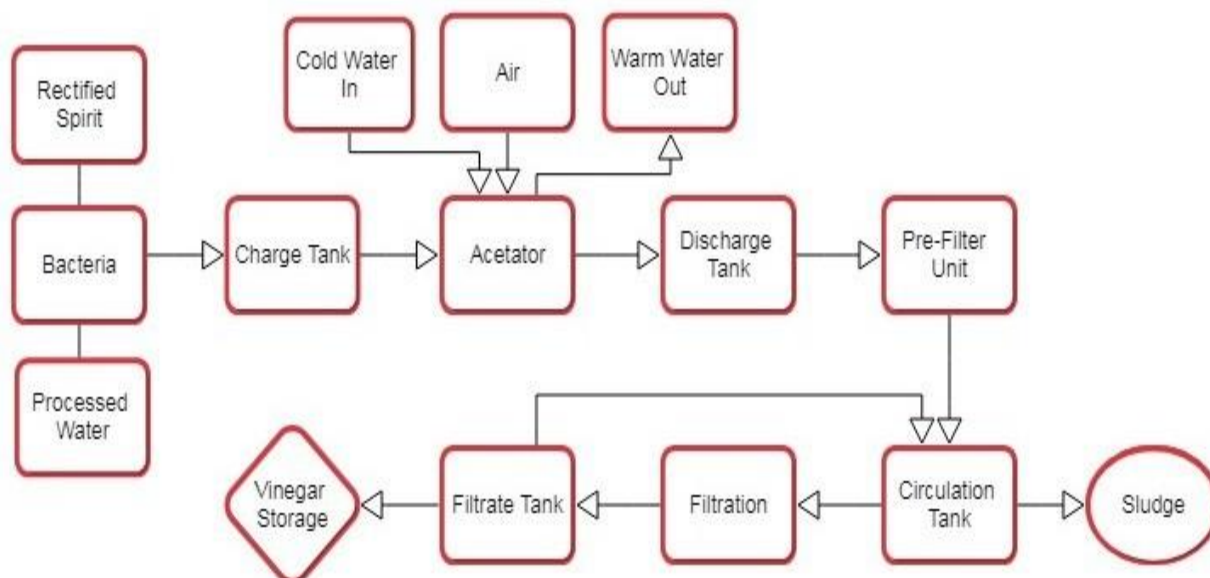 Rectified
Spirit
Cold Water
In
Air
Warm Water
Out
Bacteria
Charge Tank
Acetator
Discharge
Tank
Pre-Filter
Unit
Processed
Water
Vinegar
Storage
Filtrate Tank
Filtration
Circulation
Tank
Sludge